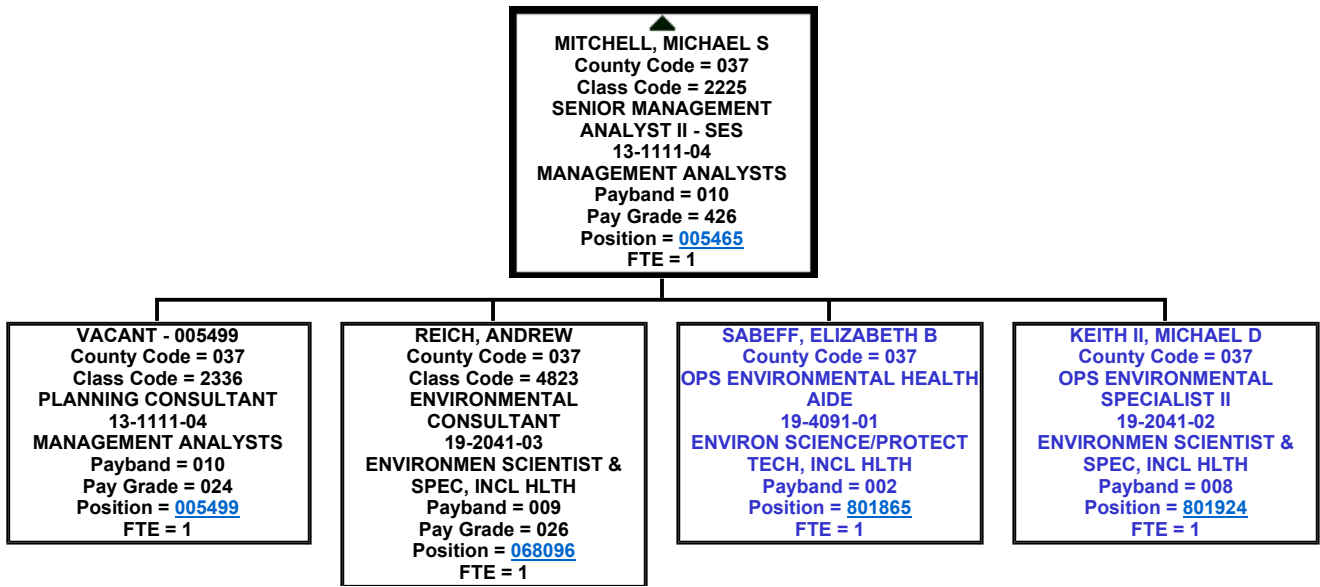 MITCHELL, MICHAEL S
County Code = 037
Class Code = 2225
SENIOR MANAGEMENT
ANALYST II - SES
13-1111-04
MANAGEMENT ANALYSTS
Payband = 010
Pay Grade = 426
Position = 005465
FTE = 1
VACANT - 005499
County Code = 037
Class Code = 2336
PLANNING CONSULTANT
13-1111-04
MANAGEMENT ANALYSTS
Payband = 010
Pay Grade = 024
Position = 005499
FTE = 1
REICH, ANDREW
County Code = 037
Class Code = 4823
ENVIRONMENTAL
CONSULTANT
19-2041-03
ENVIRONMEN SCIENTIST &
SPEC, INCL HLTH
Payband = 009
Pay Grade = 026
Position = 068096
FTE = 1
SABEFF, ELIZABETH B
County Code = 037
OPS ENVIRONMENTAL HEALTH
AIDE
19-4091-01
ENVIRON SCIENCE/PROTECT
TECH, INCL HLTH
Payband = 002
Position = 801865
FTE = 1
KEITH II, MICHAEL D
County Code = 037
OPS ENVIRONMENTAL
SPECIALIST II
19-2041-02
ENVIRONMEN SCIENTIST &
SPEC, INCL HLTH
Payband = 008
Position = 801924
FTE = 1